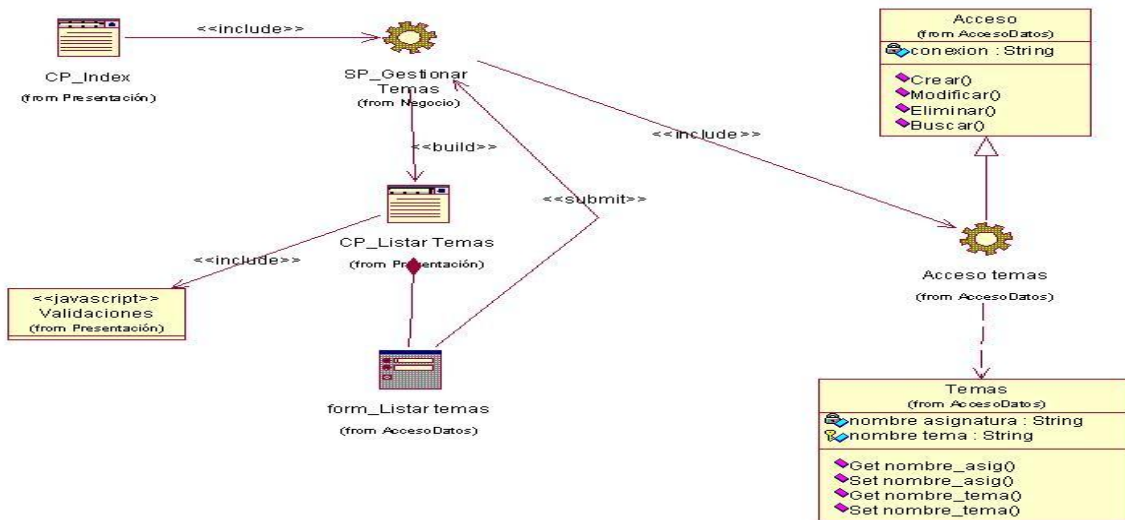 <<include>>
CP_Index
(from Presentación)
SP_Gestionar
Temas
(from Negocio)
<<build>>
<<submit>>
<<include>>
Acceso
(from AccesoDatos)
conexion : String
Crear()
Modificar()
Eliminar()
Buscar()
CP_Listar Temas
(from Presentación)
<<include>>
<<javascript>>
Validaciones
(from Presentación)
form_Listar temas
(from AccesoDatos)
Acceso temas
(from AccesoDatos)
Temas
(from AccesoDatos)
nombre asignatura : String
nombre tema : String
Get nombre_asig()
Set nombre_asig()
Get nombre_tema()
Set nombre_tema()